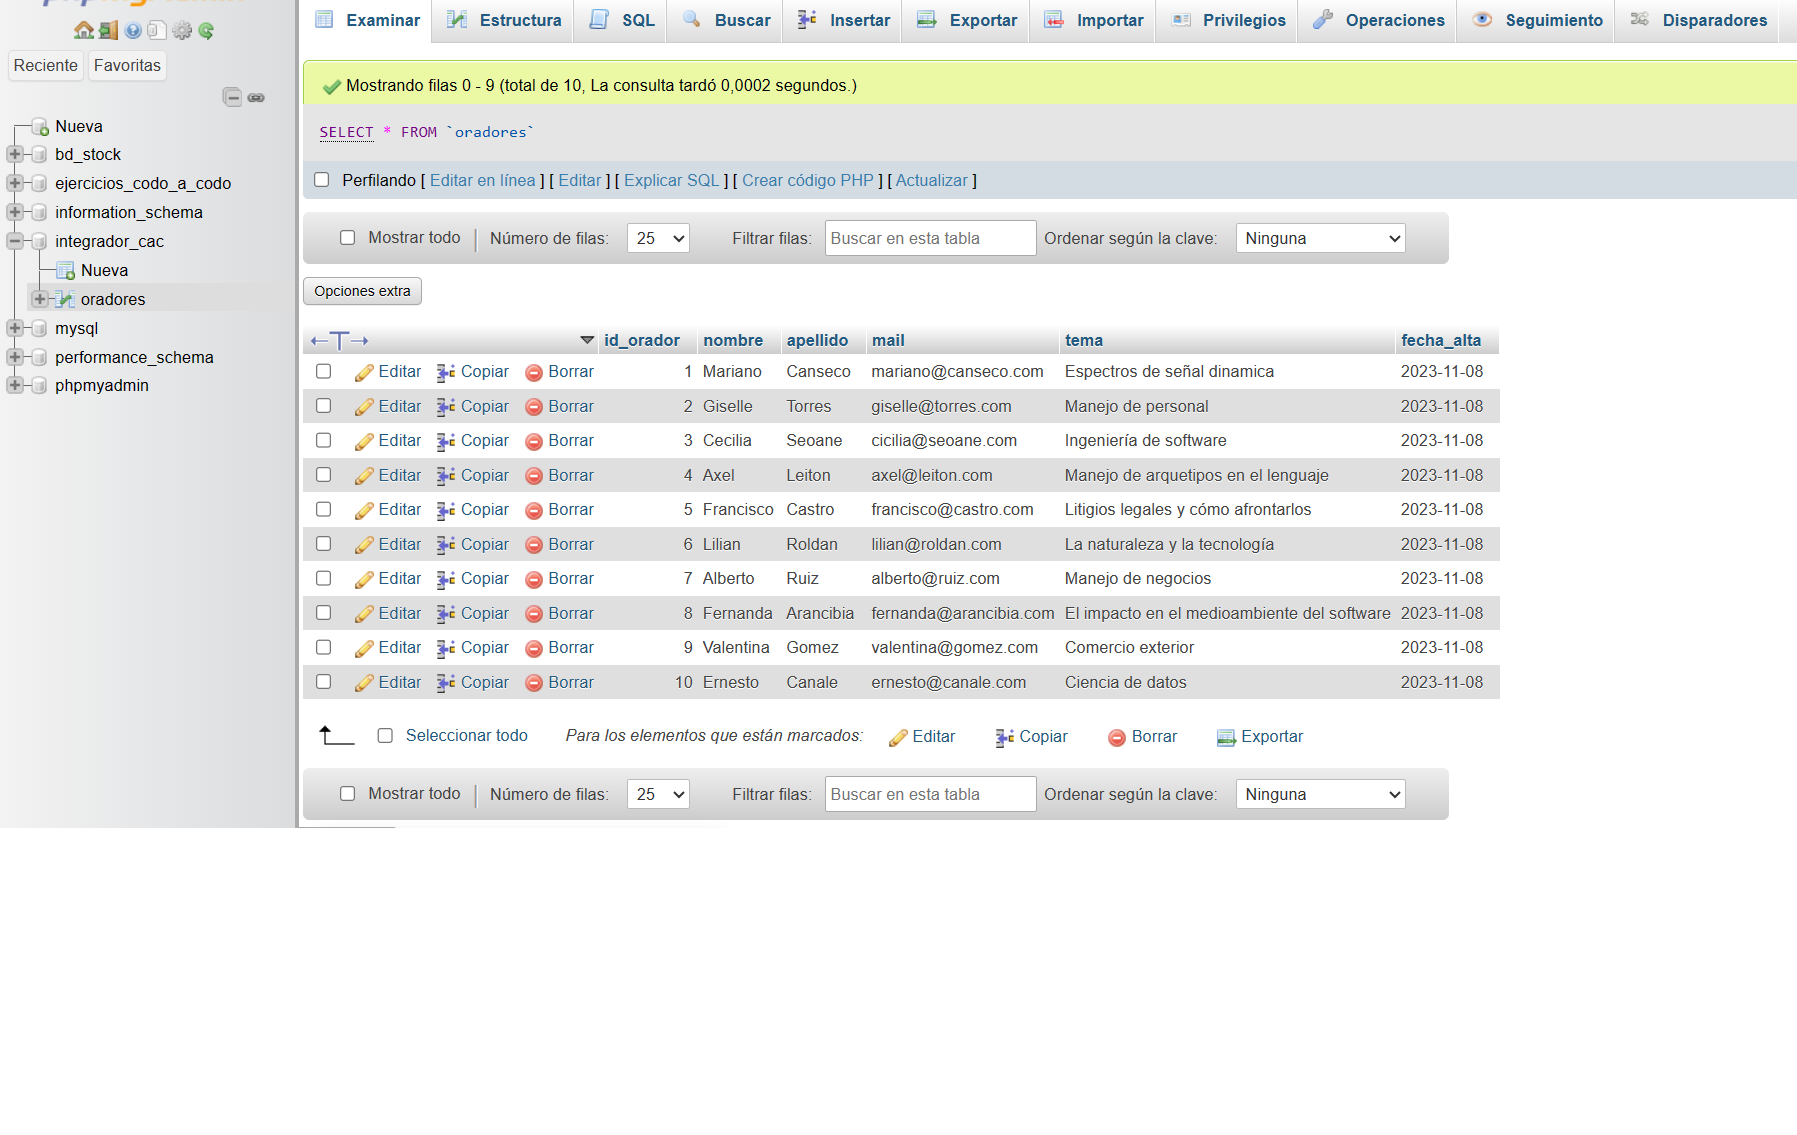 Reciente Favoritas
Nueva
bd_stock
ejercicios_codo_a_codo
information_schema
integrador_cac
Nueva
oradores
mysql
performance_schema
phpmyadmin
Examinar Estructura SQL Buscar Insertar Exportar Importar Privilegios Operaciones Seguimiento Disparadores
Mostrando filas 0 - 9 (total de 10, La consulta tardó 0,0002 segundos.)
SELECT * FROM `oradores`
Perfilando [ Editar en línea ] [ Editar ] [ Explicar SQL ] [ Crear código PHP ] [ Actualizar ]
Mostrar todo | Número de filas: 25 Filtrar filas: Buscar en esta tabla Ordenar según la clave: Ninguna
Opciones extra
←T→ id_orador nombre apellido mail tema fecha_alta
Editar Copiar Borrar 1 Mariano Canseco mariano@canseco.com Espectros de señal dinamica 2023-11-08
Editar Copiar Borrar 2 Giselle Torres giselle@torres.com Manejo de personal 2023-11-08
Editar Copiar Borrar 3 Cecilia Seoane cicilia@seoane.com Ingeniería de software 2023-11-08
Editar Copiar Borrar 4 Axel Leiton axel@leiton.com Manejo de arquetipos en el lenguaje 2023-11-08
Editar Copiar Borrar 5 Francisco Castro francisco@castro.com Litigios legales y cómo afrontarlos 2023-11-08
Editar Copiar Borrar 6 Lilian Roldan lilian@roldan.com La naturaleza y la tecnología 2023-11-08
Editar Copiar Borrar 7 Alberto Ruiz alberto@ruiz.com Manejo de negocios 2023-11-08
Editar Copiar Borrar 8 Fernanda Arancibia fernanda@arancibia.com El impacto en el medioambiente del software 2023-11-08
Editar Copiar Borrar 9 Valentina Gomez valentina@gomez.com Comercio exterior 2023-11-08
Editar Copiar Borrar 10 Ernesto Canale ernesto@canale.com Ciencia de datos 2023-11-08
Seleccionar todo Para los elementos que están marcados: Editar Copiar Borrar Exportar
Mostrar todo | Número de filas: 25 Filtrar filas: Buscar en esta tabla Ordenar según la clave: Ninguna